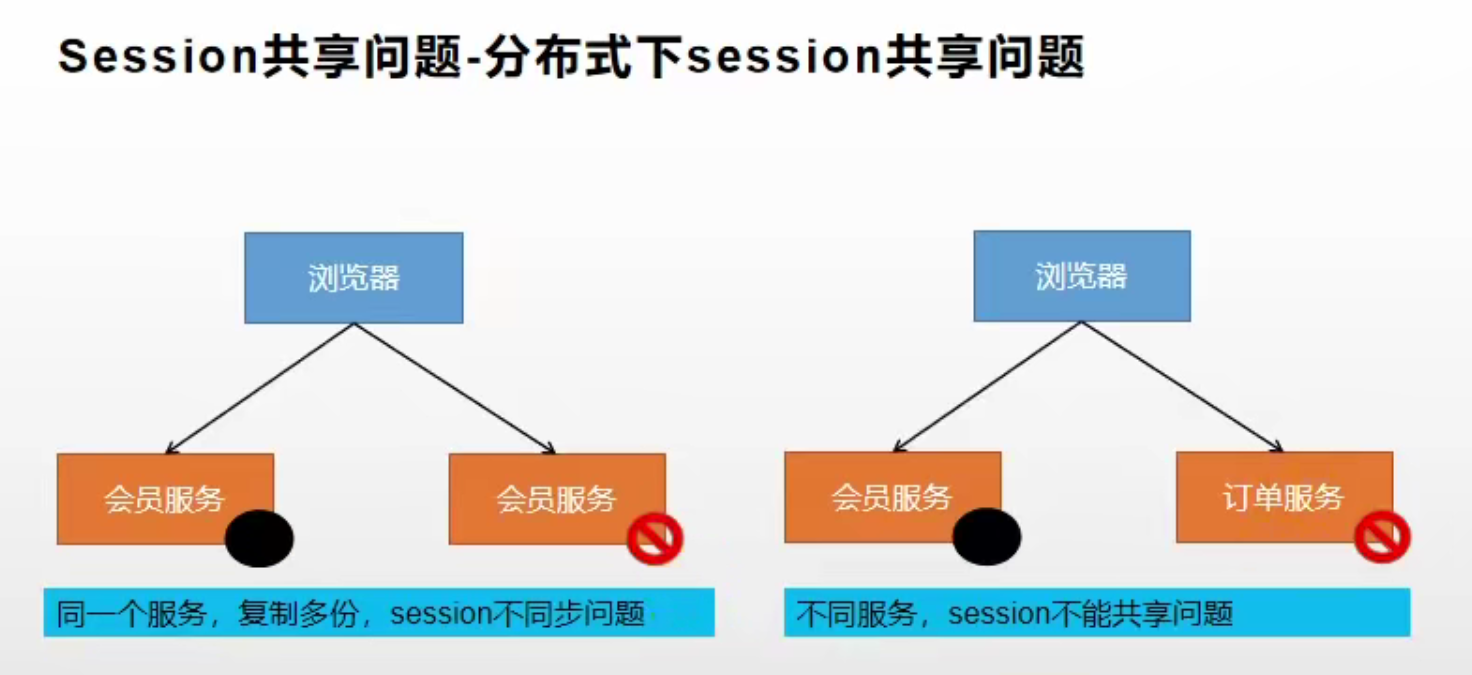 Session共享问题-分布式下session共享问题
浏览器
浏览器
会员服务
会员服务
会员服务
订单服务
同一个服务，复制多份，session不同步问题
不同服务，session不能共享问题